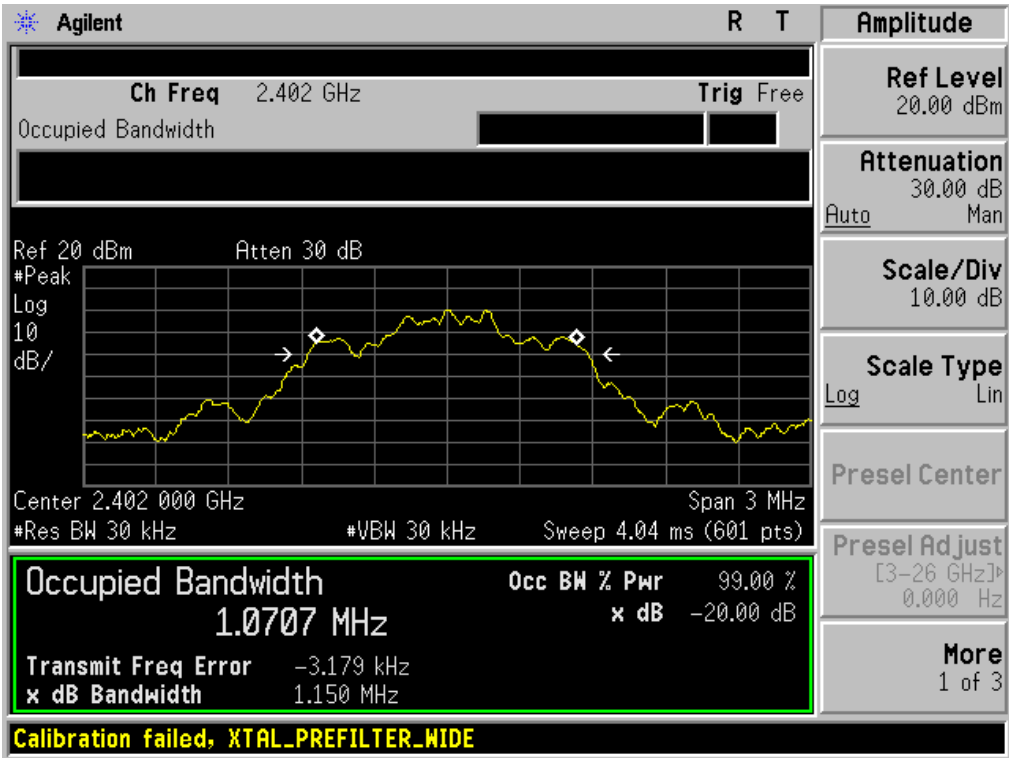 Agilent R T
Ch Freq 2.402 GHz Trig Free
Occupied Bandwidth
Ref 20 dBm Atten 30 dB
#Peak
Log
10
dB/
Center 2.402 000 GHz Span 3 MHz
#Res BW 30 kHz #VBW 30 kHz Sweep 4.04 ms (601 pts)
Occupied Bandwidth Occ BW % Pwr 99.00 %
1.0707 MHz x dB -20.00 dB
Transmit Freq Error -3.179 kHz
x dB Bandwidth 1.150 MHz
Calibration failed, XTAL_PREFILTER_WIDE
Amplitude
Ref Level
20.00 dBm
Attenuation
30.00 dB
Auto Man
Scale/Div
10.00 dB
Scale Type
Log Lin
Presel Center
Presel Adjust
[3-26 GHz]
0.000 Hz
More
1 of 3